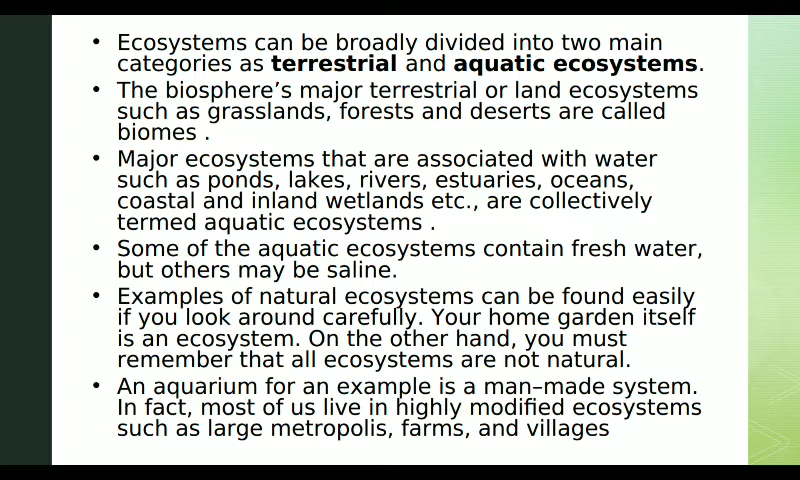 • Ecosystems can be broadly divided into two main
categories as terrestrial and aquatic ecosystems.
• The biosphere’s major terrestrial or land ecosystems
such as grasslands, forests and deserts are called
biomes .
• Major ecosystems that are associated with water
such as ponds, lakes, rivers, estuaries, oceans,
coastal and inland wetlands etc., are collectively
termed aquatic ecosystems .
• Some of the aquatic ecosystems contain fresh water,
but others may be saline.
• Examples of natural ecosystems can be found easily
if you look around carefully. Your home garden itself
is an ecosystem. On the other hand, you must
remember that all ecosystems are not natural.
• An aquarium for an example is a man–made system.
In fact, most of us live in highly modified ecosystems
such as large metropolis, farms, and villages